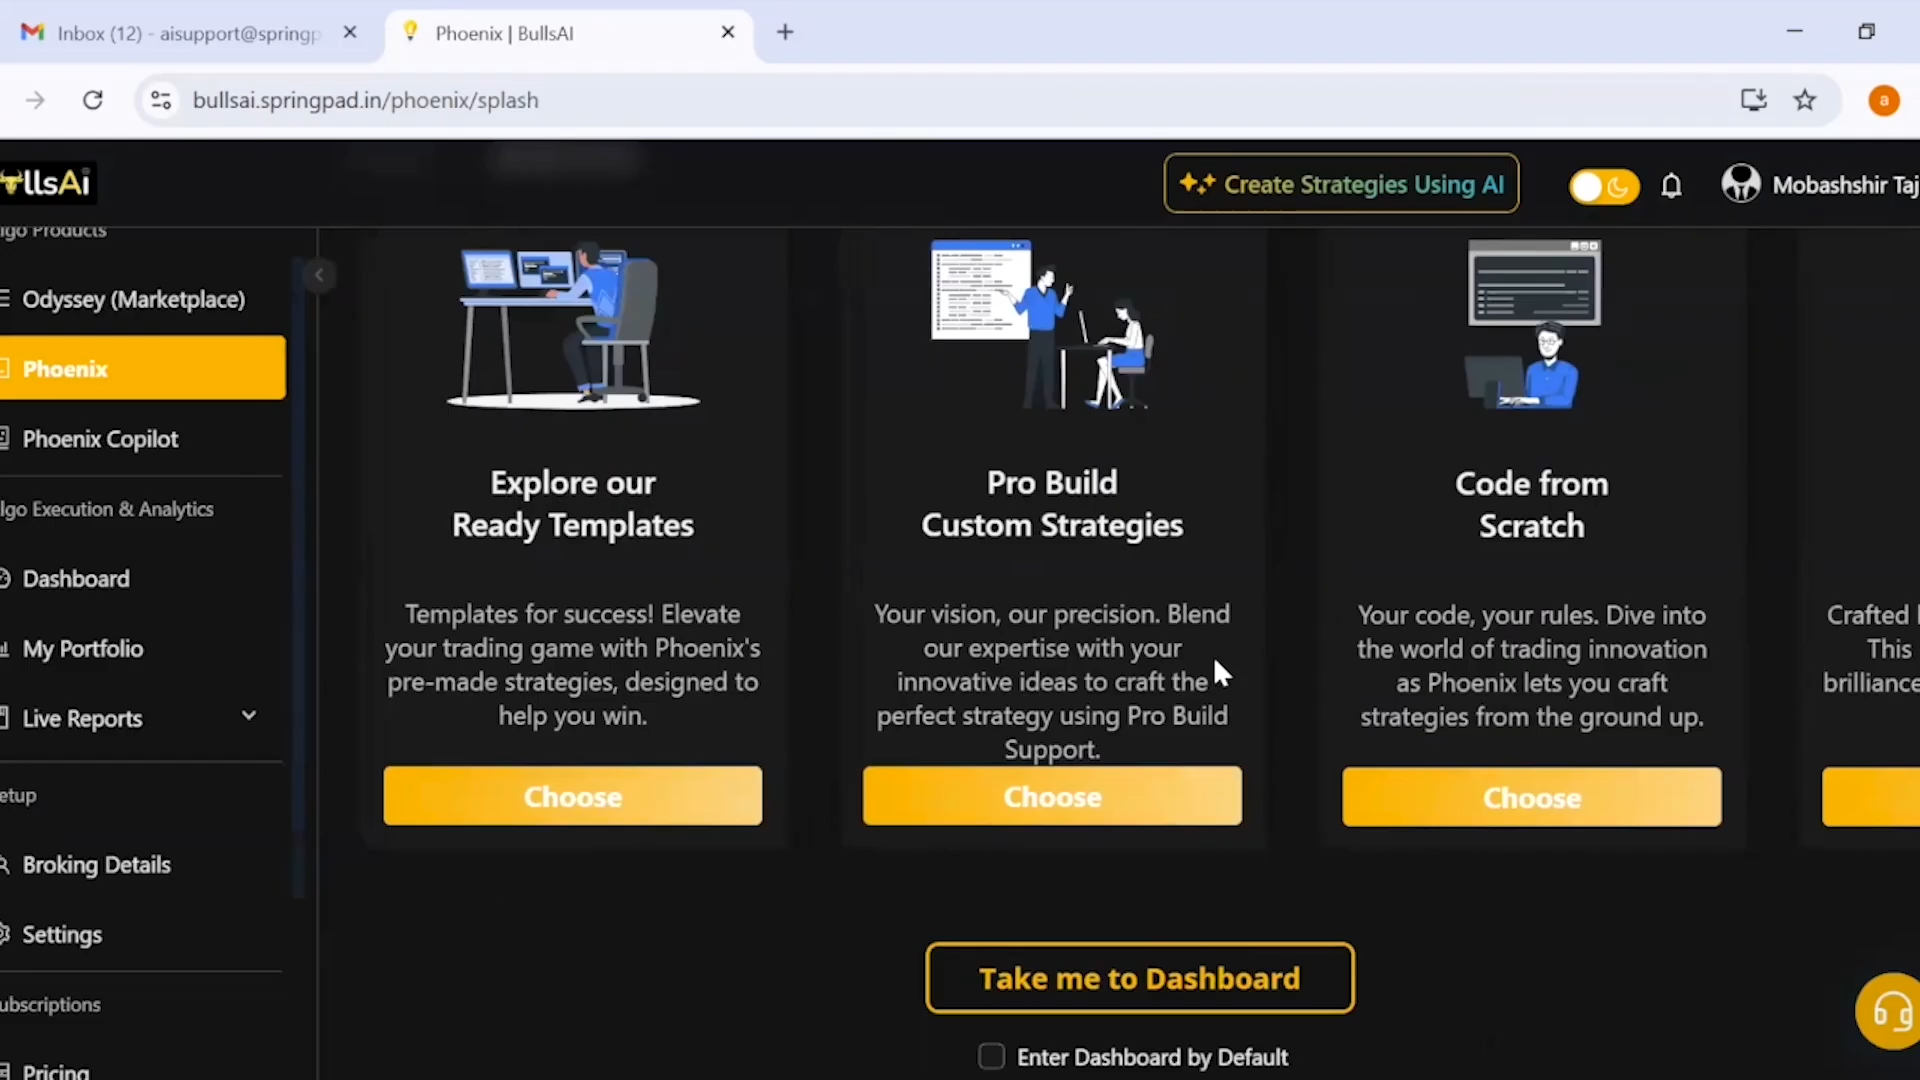 Inbox (12) - aisupport@springp
Phoenix | BullsAI
bullsai.springpad.in/phoenix/splash
a
llsAi
Create Strategies Using AI
Mobashshir Taj
lgo Products
Odyssey (Marketplace)
Phoenix
Phoenix Copilot
lgo Execution & Analytics
Dashboard
My Portfolio
Live Reports
etup
Broking Details
Settings
ubscriptions
Pricing
Explore our
Ready Templates
Templates for success! Elevate
your trading game with Phoenix's
pre-made strategies, designed to
help you win.
Choose
Pro Build
Custom Strategies
Your vision, our precision. Blend
our expertise with your
innovative ideas to craft the
perfect strategy using Pro Build
Support.
Choose
Code from
Scratch
Your code, your rules. Dive into
the world of trading innovation
as Phoenix lets you craft
strategies from the ground up.
Choose
Crafted
This
brilliance
Take me to Dashboard
Enter Dashboard by Default